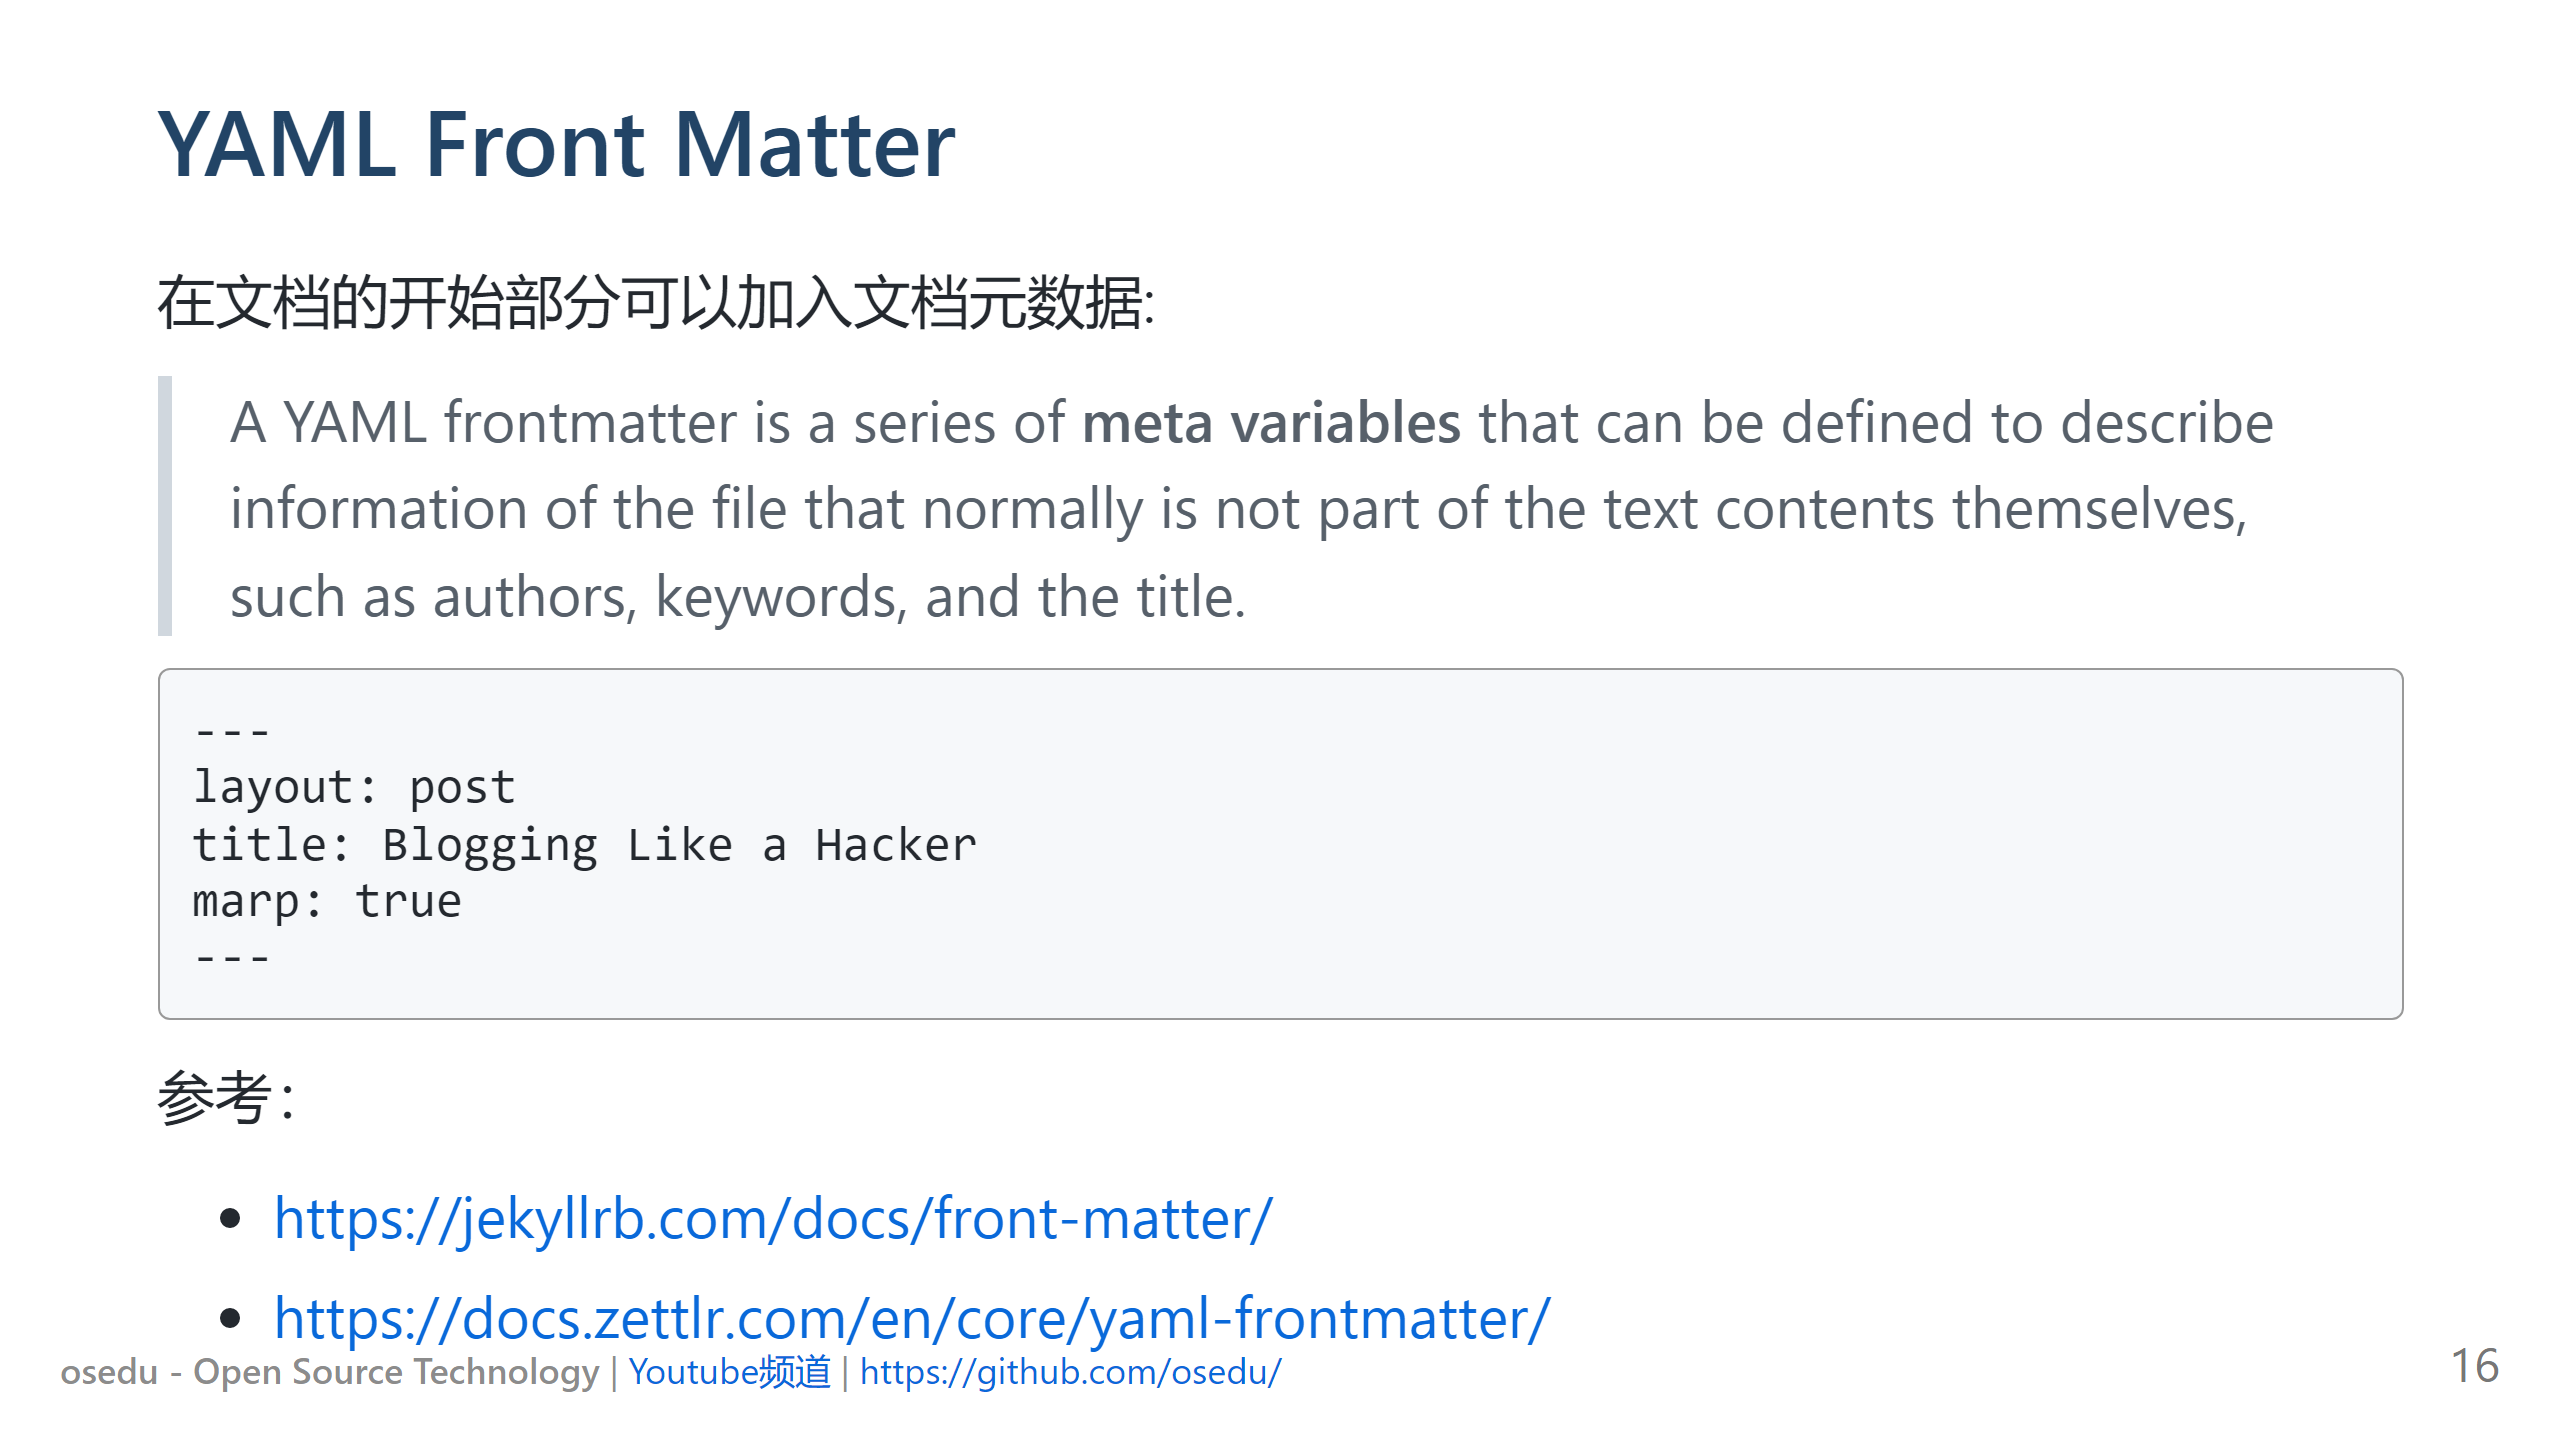 YAML Front Matter
在文档的开始部分可以加入文档元数据:
A YAML frontmatter is a series of meta variables that can be defined to describe
information of the file that normally is not part of the text contents themselves,
such as authors, keywords, and the title.
---
layout: post
title: Blogging Like a Hacker
marp: true
---
参考：
• https://jekyllrb.com/docs/front-matter/
• https://docs.zettlr.com/en/core/yaml-frontmatter/
osedu - Open Source Technology | Youtube频道 | https://github.com/osedu/
16